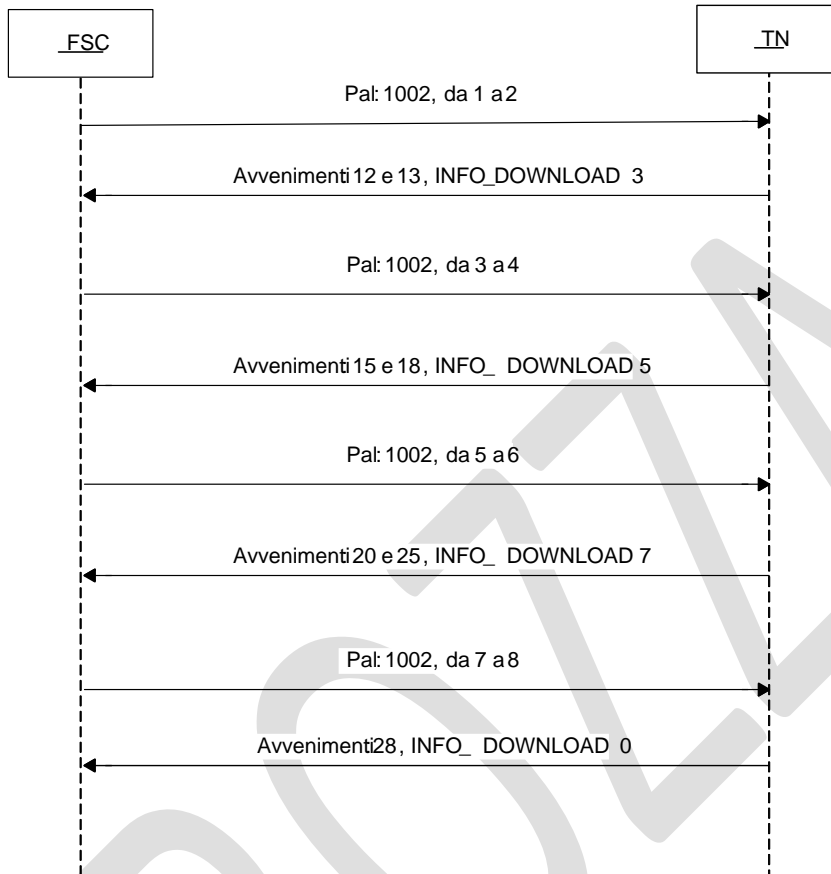 FSC
TN
Pal: 1002, da 1 a 2
Avvenimenti 12 e 13, INFO_DOWNLOAD 3
Pal: 1002, da 3 a 4
Avvenimenti 15 e 18, INFO_ DOWNLOAD 5
Pal: 1002, da 5 a 6
Avvenimenti 20 e 25, INFO_ DOWNLOAD 7
Pal: 1002, da 7 a 8
Avvenimenti28, INFO_ DOWNLOAD 0